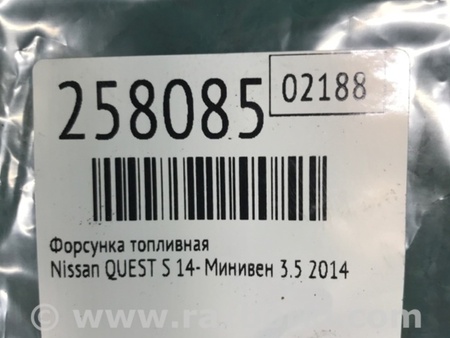 258085
02188
Форсунка топливная
Nissan QUEST S 14- Минивен 3.5 2014